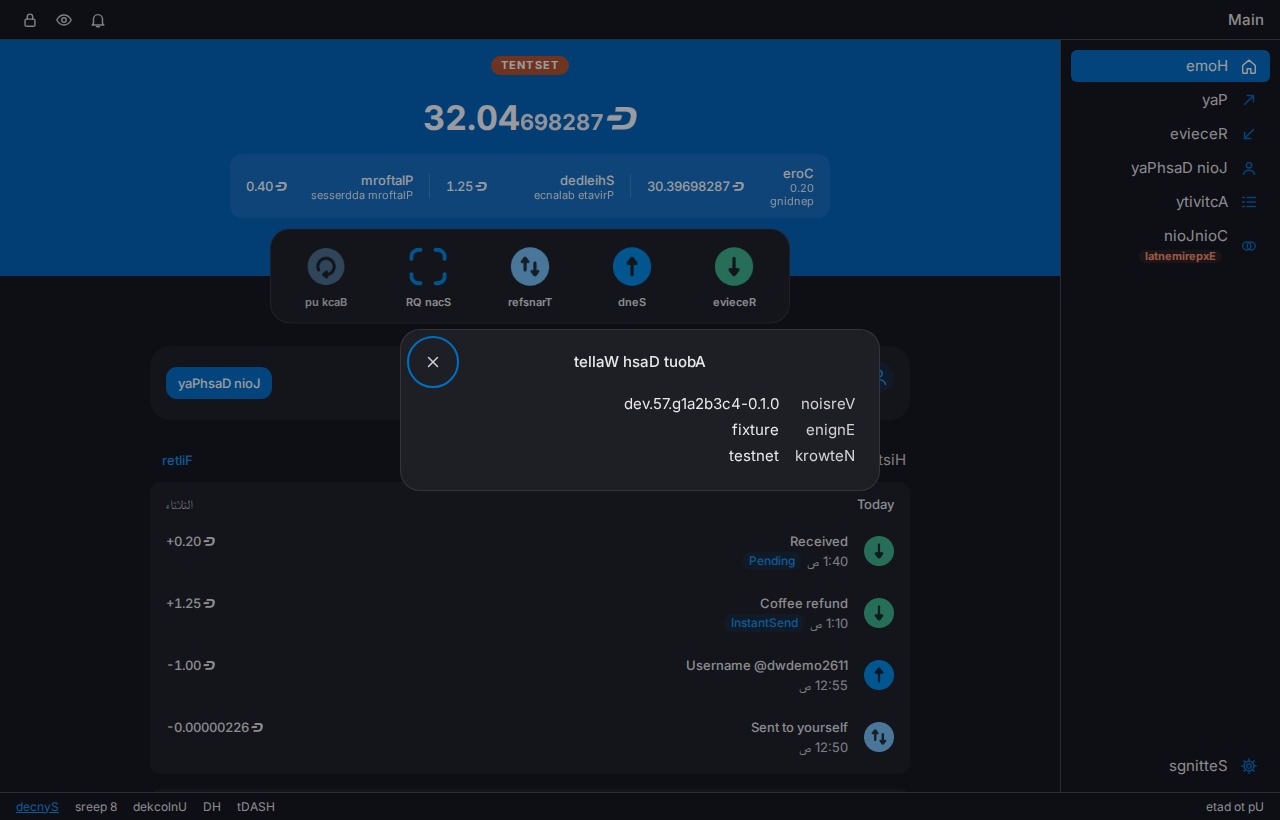 Main
emoH
yaP
evieceR
yaPhsaD nioJ
ytivitcA
nioJnioC
latnemirepxE
sgnitteS
TENTSET
32.04698287
eroC
0.20
gnidnep
30.39698287
dedleihS
ecnalab etavirP
1.25
mroftalP
sesserdda mroftalP
0.40
evieceR
dneS
refsnarT
RQ nacS
pu kcaB
yaPhsaD nioJ
tellaW hsaD tuobA
noisreV dev.57.g1a2b3c4-0.1.0
enignE fixture
krowteN testnet
retliF
Today الثلاثاء
Received +0.20
1:40 ص Pending
Coffee refund +1.25
1:10 ص InstantSend
Username @dwdemo2611 -1.00
12:55 ص
Sent to yourself -0.00000226
12:50 ص
etad ot pU
tDASH
DH
dekcolnU
sreep 8
decnyS